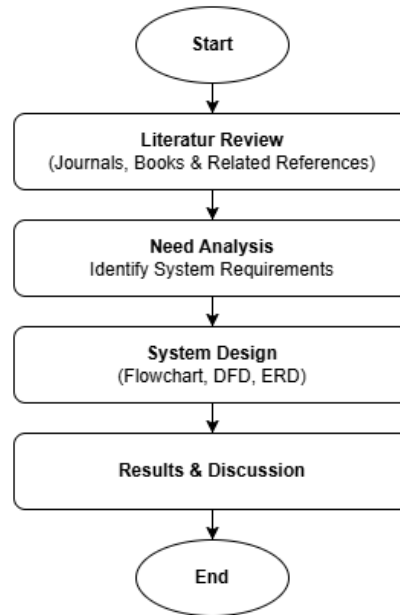 Start
Literatur Review
(Journals, Books & Related References)
Need Analysis
Identify System Requirements
System Design
(Flowchart, DFD, ERD)
Results & Discussion
End